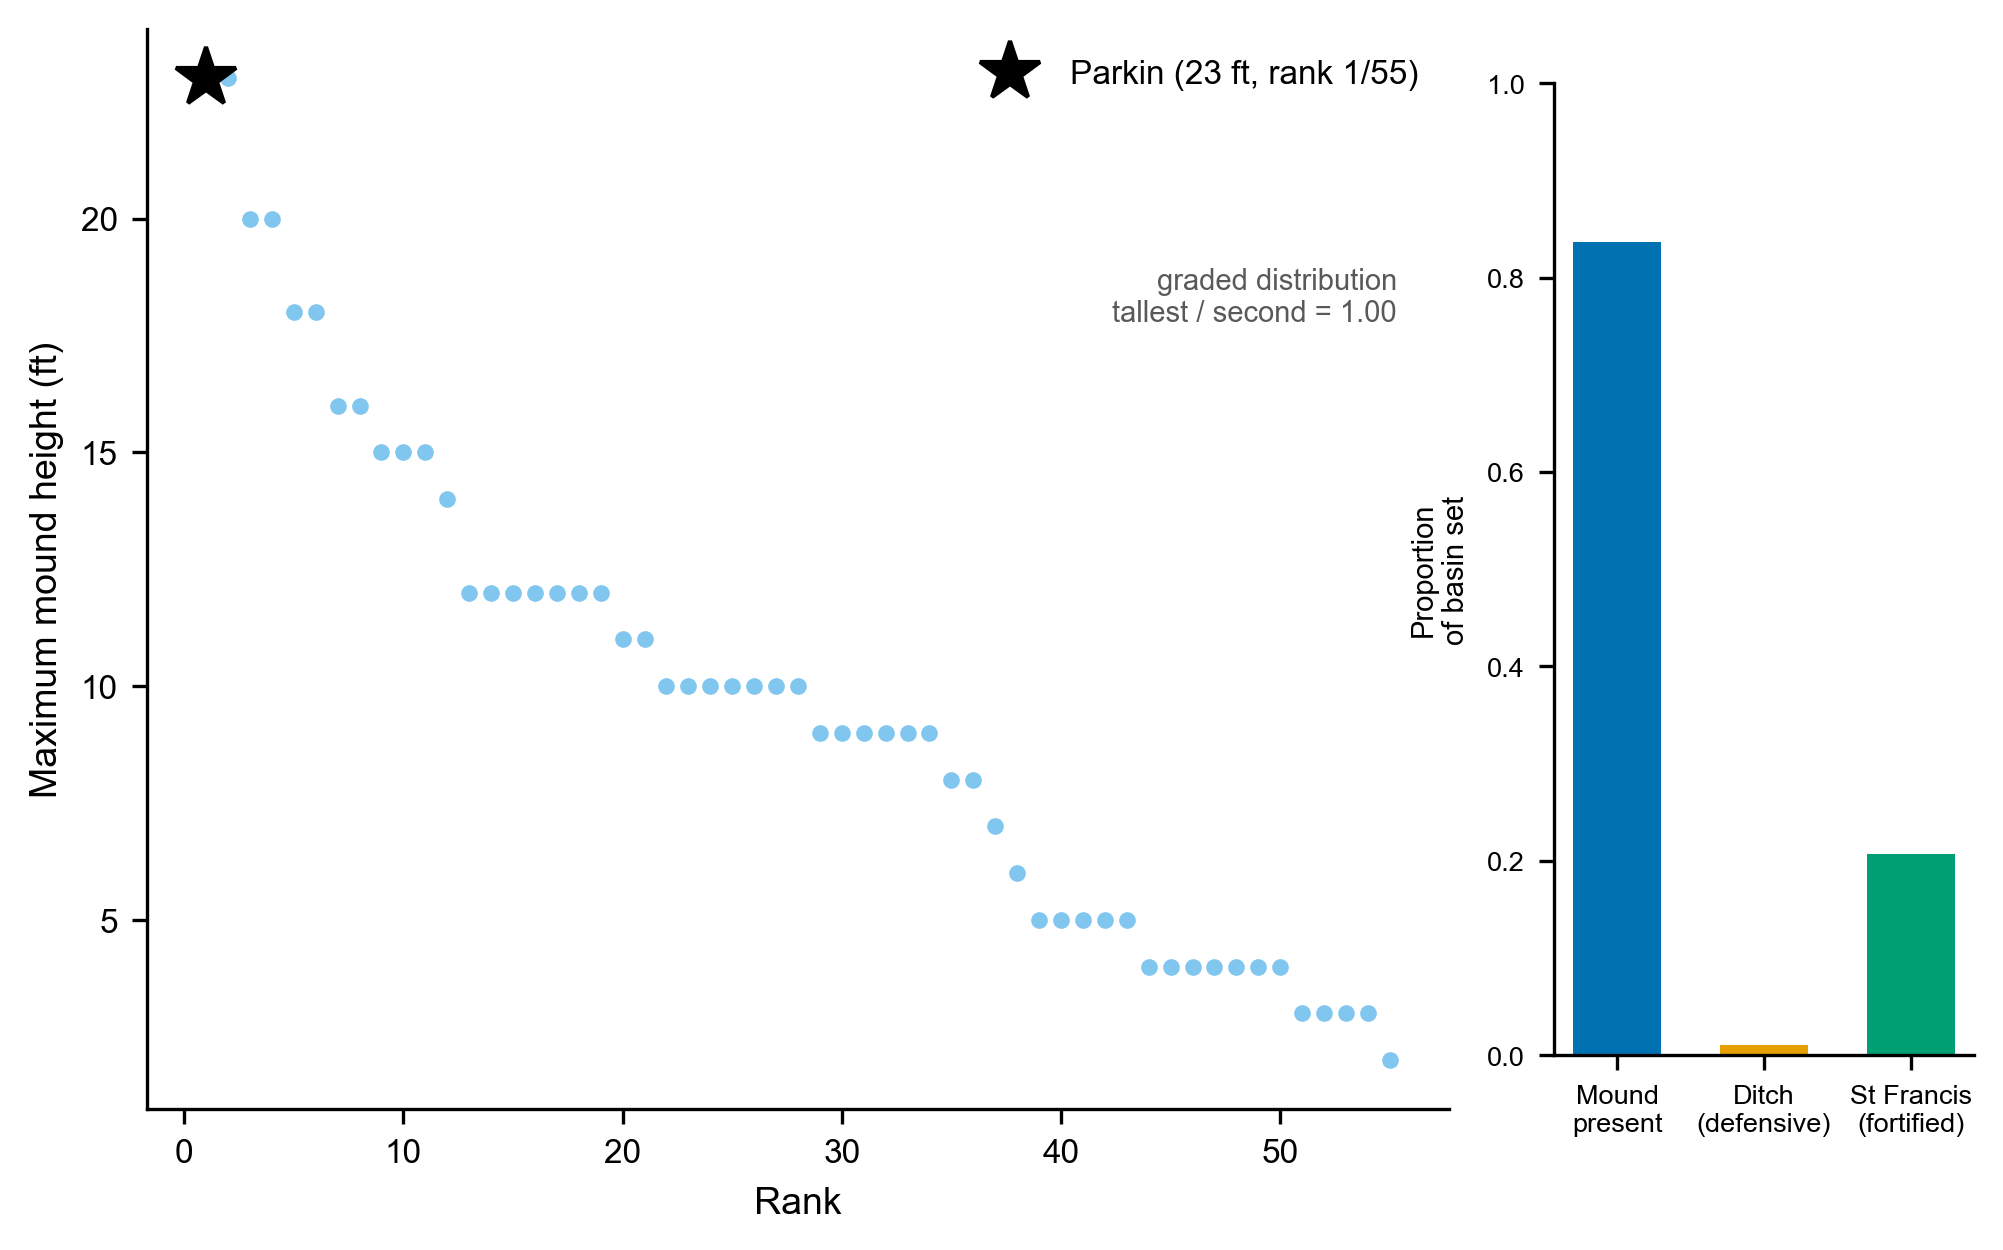 Parkin (23 ft, rank 1/55)
graded distribution
tallest / second = 1.00
Maximum mound height (ft)
20
15
10
5
0
10
20
30
40
50
Rank
Proportion
of basin set
1.0
0.8
0.6
0.4
0.2
0.0
Mound
present
Ditch
(defensive)
St Francis
(fortified)